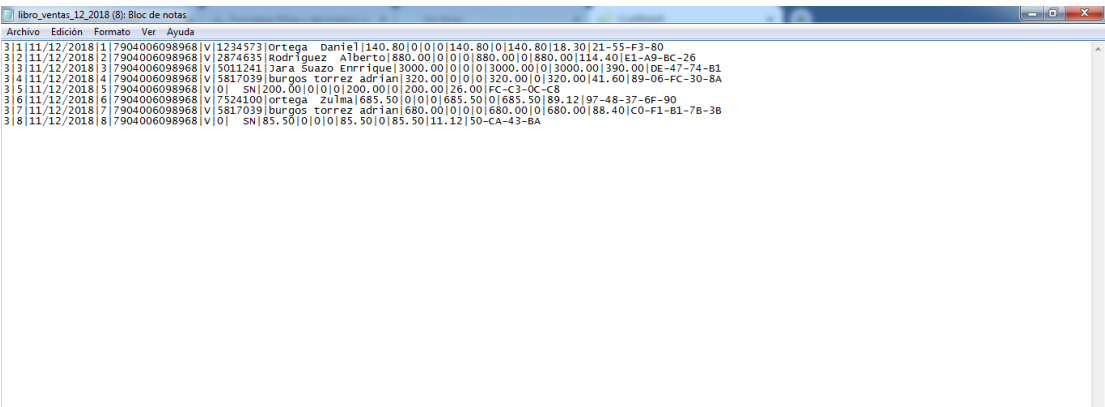 libro_ventas_12_2018 (8): Bloc de notas
Archivo Edición Formato Ver Ayuda
3|1|11/12/2018|1|7904006098968|V|1234573|Ortega  Daniel|140.80|0|0|0|140.80|0|140.80|18.30|21-55-F3-80
3|2|11/12/2018|2|7904006098968|V|2874635|Rodriguez  Alberto|880.00|0|0|0|880.00|0|880.00|114.40|E1-A9-BC-26
3|3|11/12/2018|3|7904006098968|V|5011241|Jara Suazo Enrrique|3000.00|0|0|0|3000.00|0|3000.00|390.00|DE-47-74-B1
3|4|11/12/2018|4|7904006098968|V|5817039|burgos torrez adrian|320.00|0|0|0|320.00|0|320.00|41.60|89-06-FC-30-8A
3|5|11/12/2018|5|7904006098968|V|0|  SN|200.00|0|0|0|200.00|0|200.00|26.00|FC-C3-0C-C8
3|6|11/12/2018|6|7904006098968|V|7524100|ortega  Zulma|685.50|0|0|0|685.50|0|685.50|89.12|97-48-37-6F-90
3|7|11/12/2018|7|7904006098968|V|5817039|burgos torrez adrian|680.00|0|0|0|680.00|0|680.00|88.40|C0-F1-B1-7B-3B
3|8|11/12/2018|8|7904006098968|V|0|  SN|85.50|0|0|0|85.50|0|85.50|11.12|50-CA-43-BA